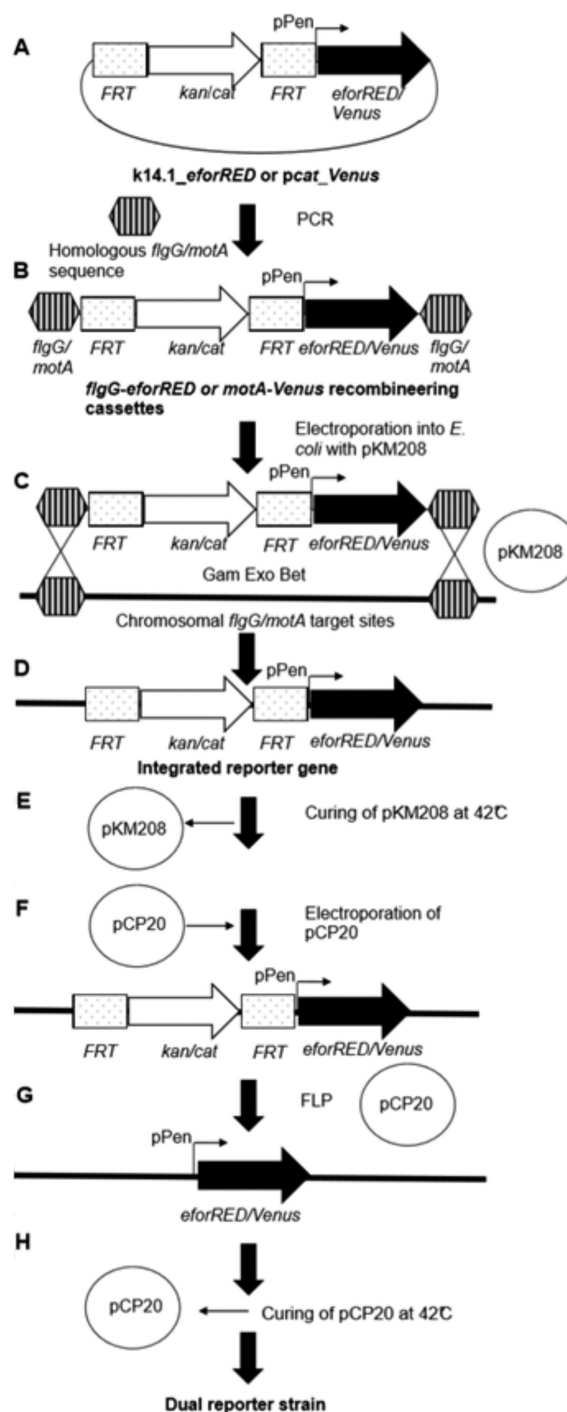 A
pPen
FRT
kan/cat
FRT
eforRED/
Venus
k14.1_eforRED or pcat_Venus
PCR
Homologous flgG/motA
sequence
B
pPen
flgG/
motA
FRT
kan/cat
FRT
eforRED/Venus
flgG/
motA
flgG-eforRED or motA-Venus recombineering
cassettes
Electroporation into E.
coli with pKM208
C
pPen
FRT
kan/cat
FRT
eforRED/Venus
pKM208
Gam Exo Bet
Chromosomal flgG/motA target sites
D
pPen
FRT
kan/cat
FRT
eforRED/Venus
Integrated reporter gene
E
pKM208
Curing of pKM208 at 42°C
F
pCP20
Electroporation of
pCP20
pPen
FRT
kan/cat
FRT
eforRED/Venus
G
FLP
pCP20
pPen
eforRED/Venus
H
pCP20
Curing of pCP20 at 42°C
Dual reporter strain